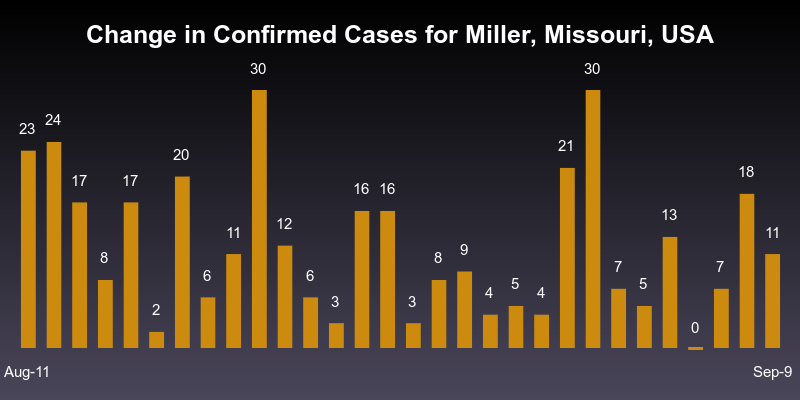 Change in Confirmed Cases for Miller, Missouri, USA
23 24 17 8 17 2 20 6 11 30 12 6 3 16 16 3 8 9 4 5 4 21 30 7 5 13 0 7 18 11
Aug-11 Sep-9